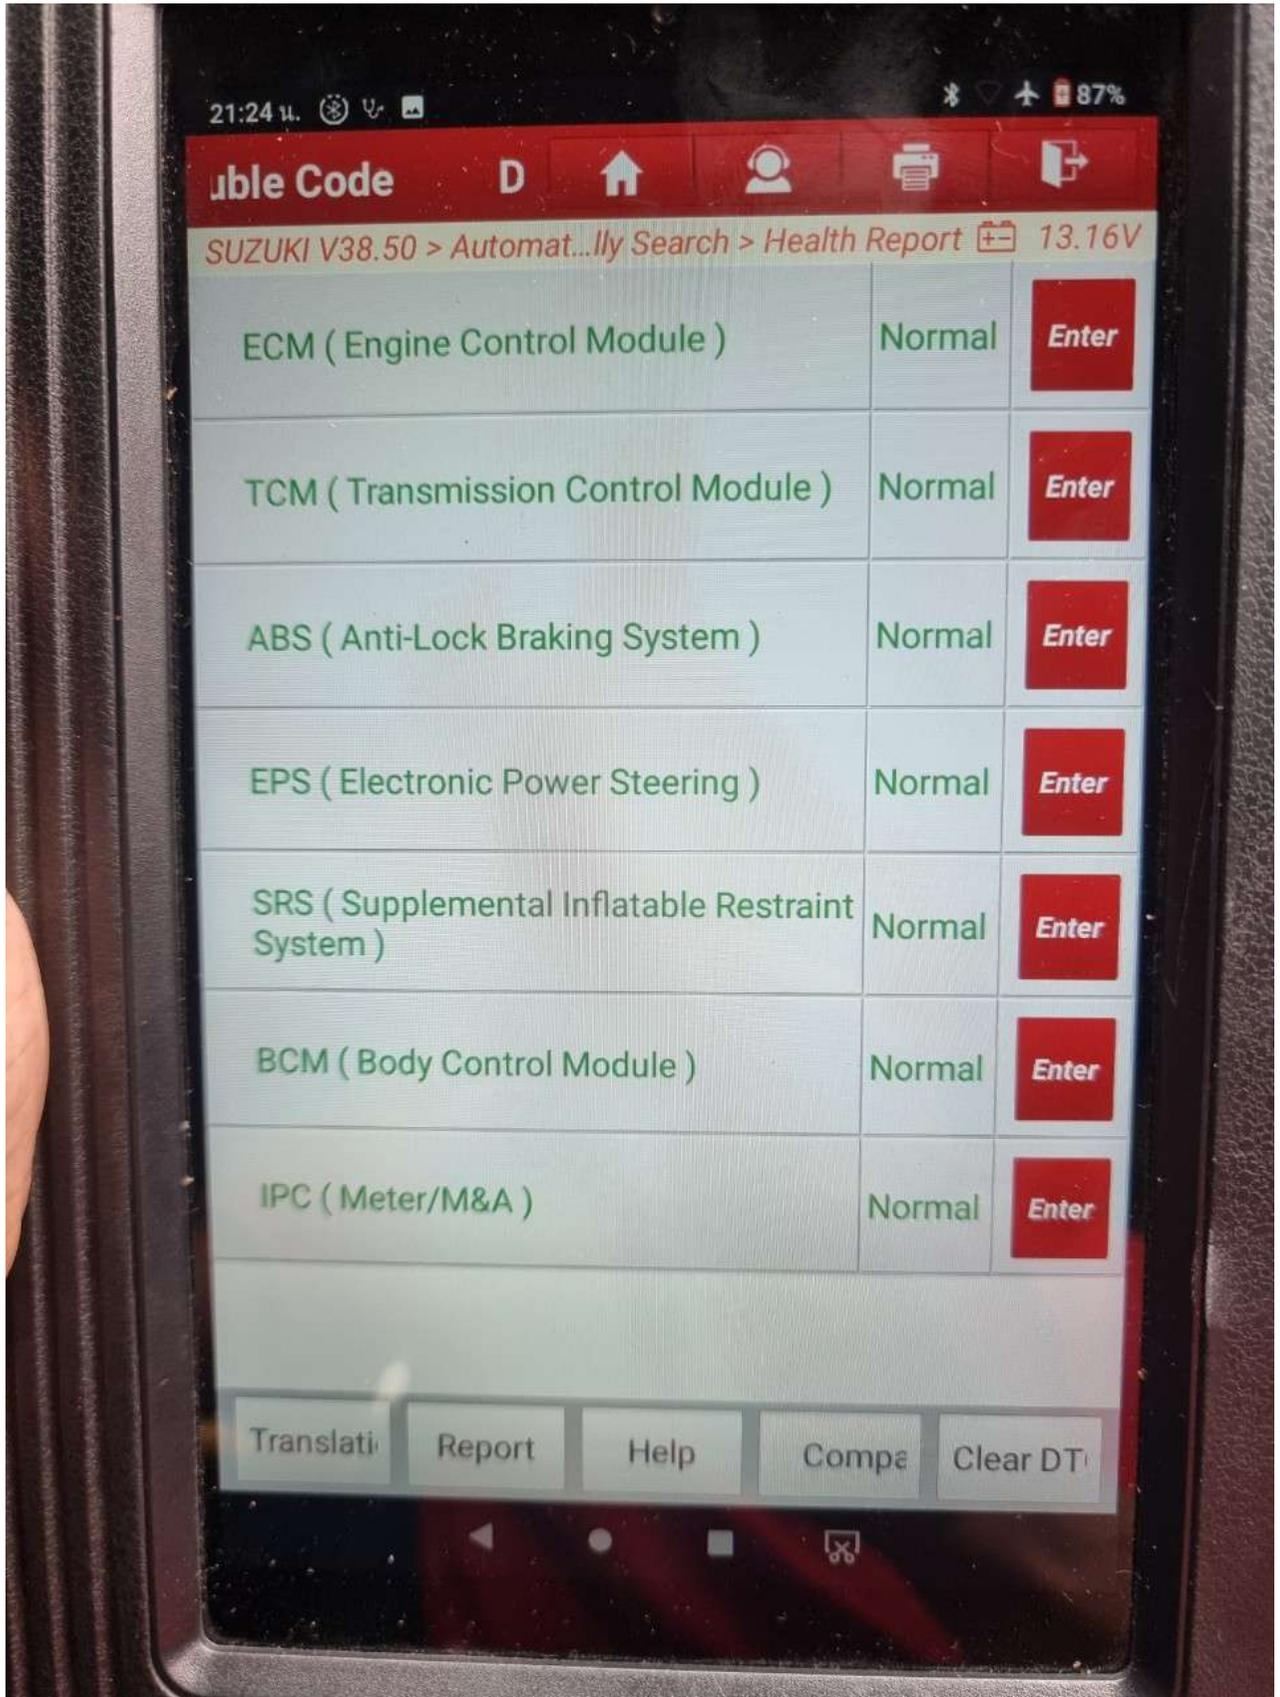 21:24 น.
87%
uble Code D
SUZUKI V38.50 > Automat...lly Search > Health Report 13.16V
ECM ( Engine Control Module ) Normal Enter
TCM ( Transmission Control Module ) Normal Enter
ABS ( Anti-Lock Braking System ) Normal Enter
EPS ( Electronic Power Steering ) Normal Enter
SRS ( Supplemental Inflatable Restraint
System ) Normal Enter
BCM ( Body Control Module ) Normal Enter
IPC ( Meter/M&A ) Normal Enter
Translati Report Help Compa Clear DT